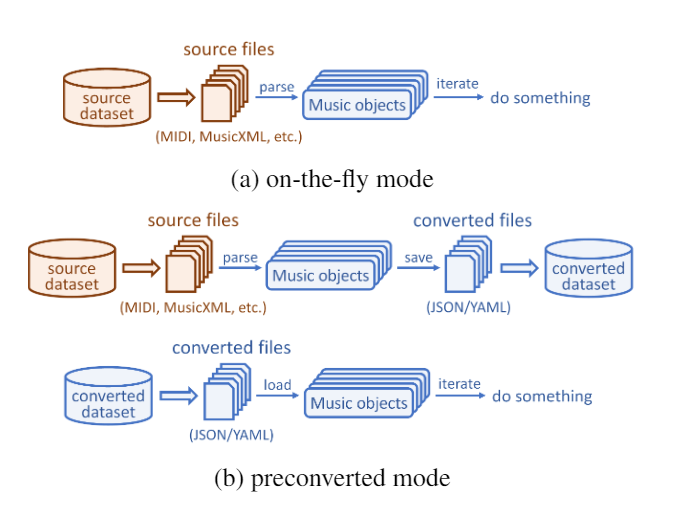 source files
source
dataset
parse
Music objects
iterate
do something
(MIDI, MusicXML, etc.)
(a) on-the-fly mode
source files
converted files
source
dataset
parse
Music objects
save
converted
dataset
(MIDI, MusicXML, etc.)
(JSON/YAML)
converted files
converted
dataset
load
Music objects
iterate
do something
(JSON/YAML)
(b) preconverted mode